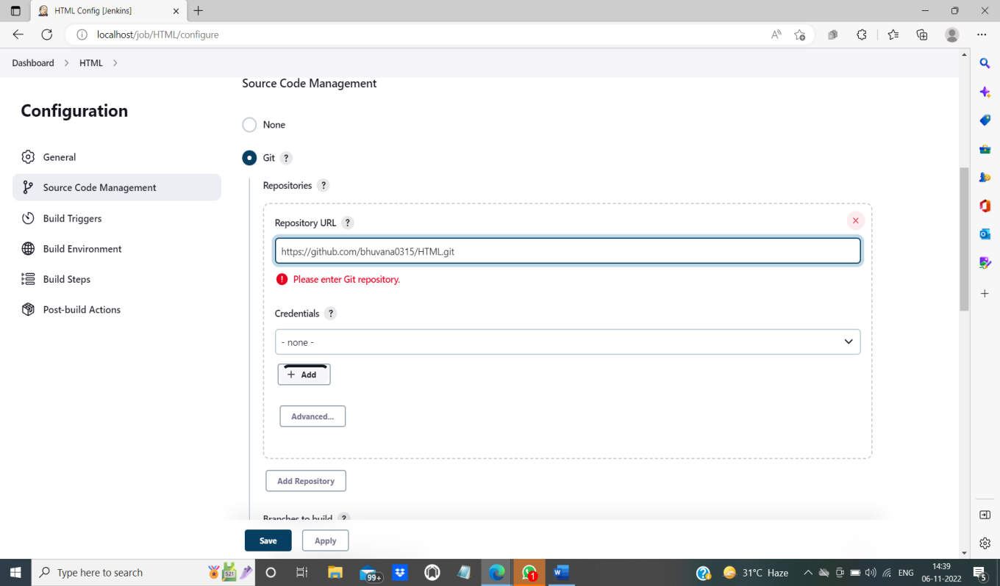 HTML Config [Jenkins]
localhost/job/HTML/configure
Dashboard
HTML
Configuration
General
Source Code Management
Build Triggers
Build Environment
Build Steps
Post-build Actions
Source Code Management
None
Git ?
Repositories ?
Repository URL ?
https://github.com/bhuvana0315/HTML.git
Please enter Git repository.
Credentials ?
- none -
+ Add
Advanced...
Add Repository
Branches to build ?
Save
Apply
Type here to search
521
99+
1
31°C Haze
ENG
14:39
06-11-2022
5